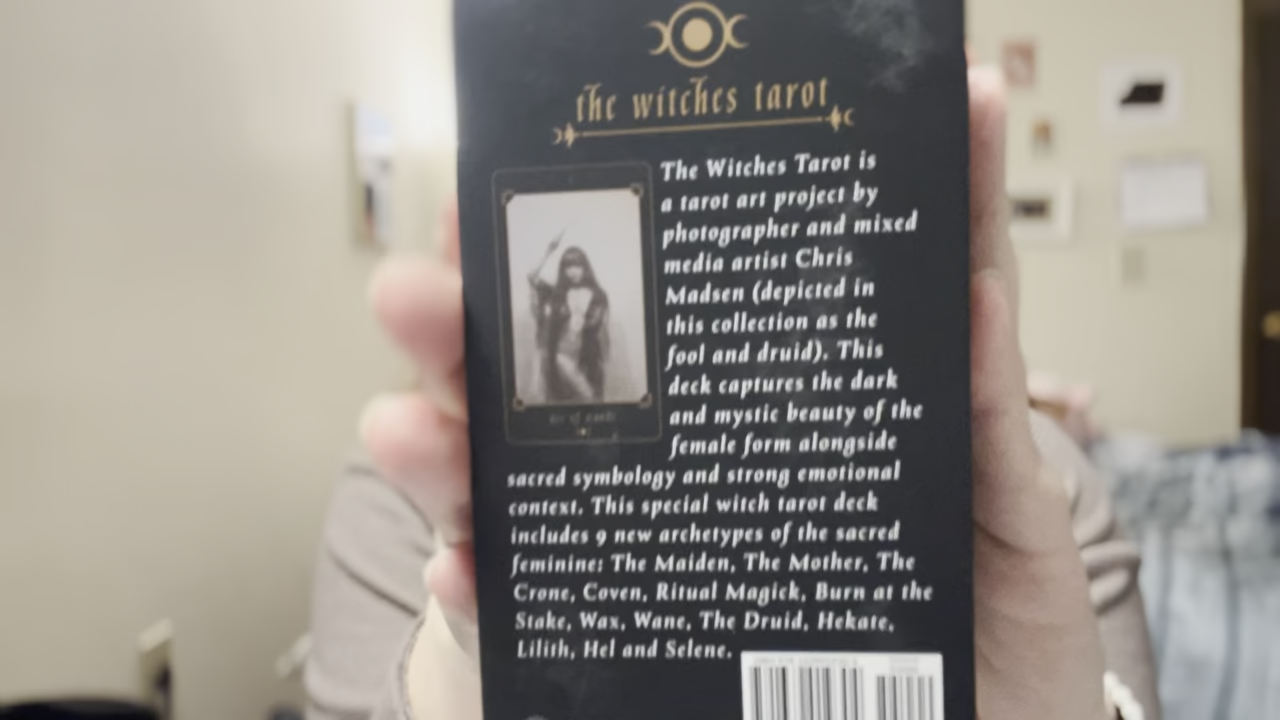 the witches tarot
The Witches Tarot is
a tarot art project by
photographer and mixed
media artist Chris
Madsen (depicted in
this collection as the
fool and druid). This
deck captures the dark
and mystic beauty of the
female form alongside
sacred symbology and strong emotional
context. This special witch tarot deck
includes 9 new archetypes of the sacred
feminine: The Maiden, The Mother, The
Crone, Coven, Ritual Magick, Burn at the
Stake, Wax, Wane, The Druid, Hekate,
Lilith, Hel and Selene.